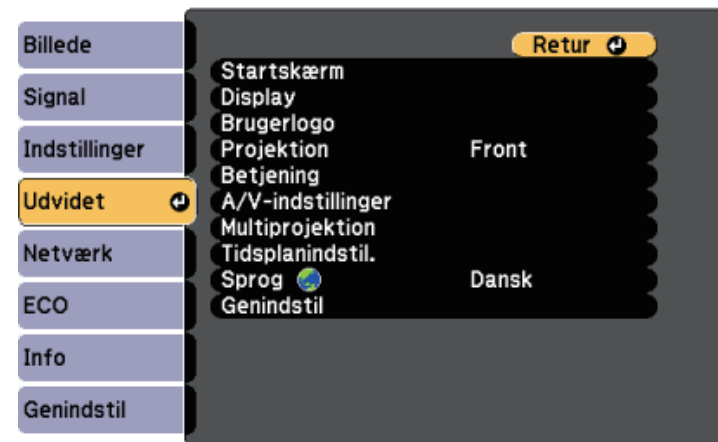 Billede
Signal
Indstillinger
Udvidet
Netværk
ECO
Info
Genindstil
Retur
Startskærm
Display
Brugerlogo
Projektion Front
Betjening
A/V-indstillinger
Multiprojektion
Tidsplanindstil.
Sprog Dansk
Genindstil